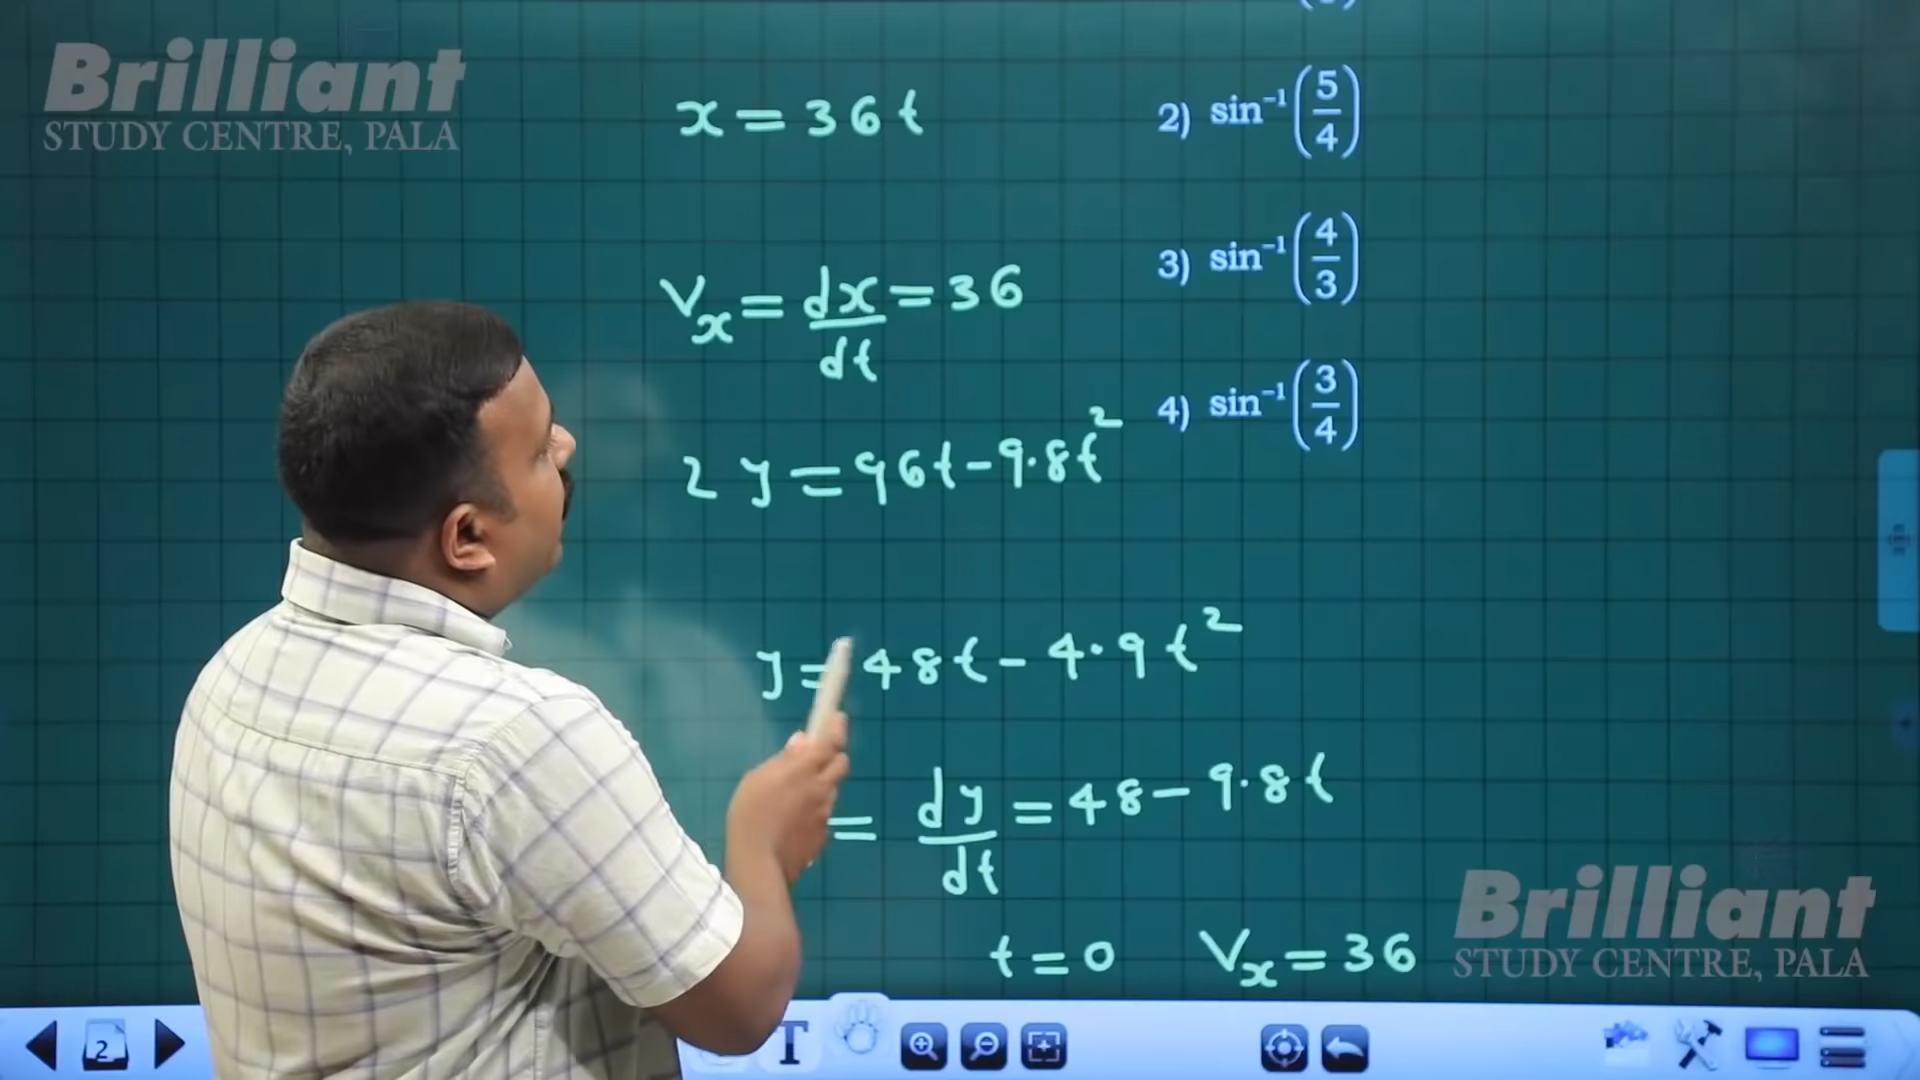 Brilliant
STUDY CENTRE, PALA
x = 36t
V_x = dx/dt = 36
2y = 96t - 9.8t²
y = 48t - 4.9t²
= dy/dt = 48 - 9.8t
t = 0 V_x = 36
2) sin⁻¹(5/4)
3) sin⁻¹(4/3)
4) sin⁻¹(3/4)
Brilliant
STUDY CENTRE, PALA
2
T